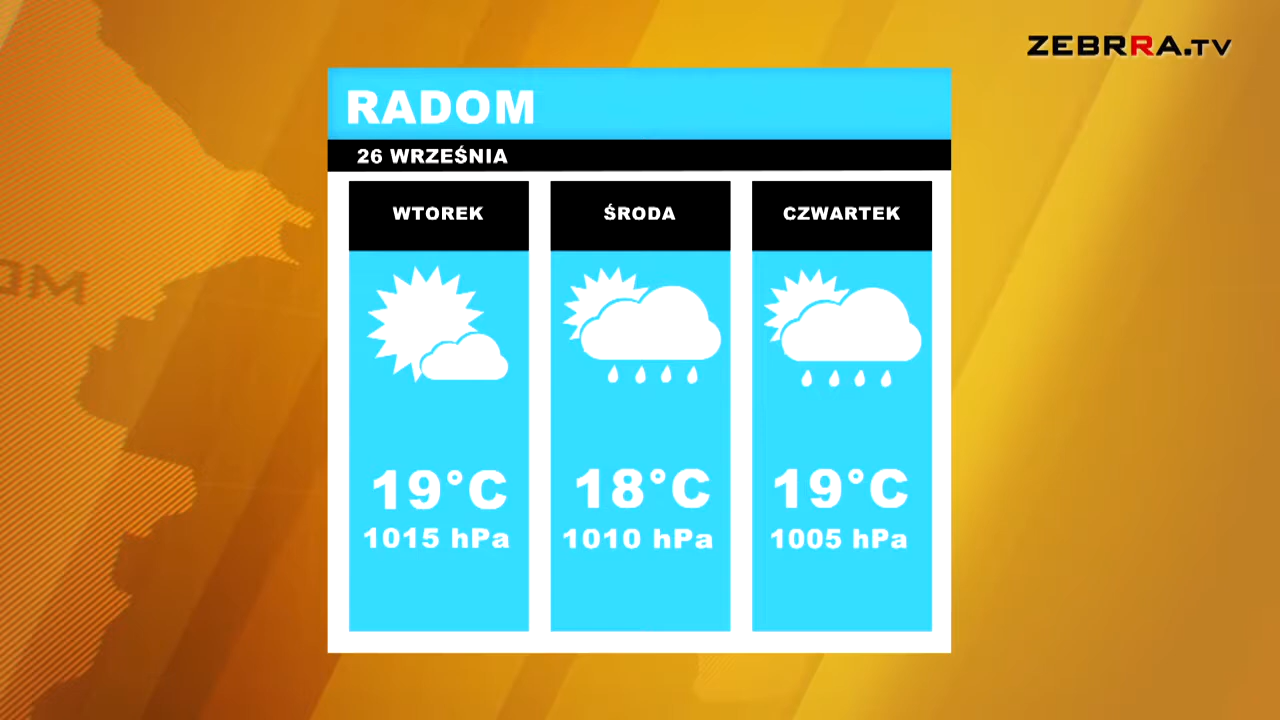 ZEBRRA.TV
RADOM
26 WRZEŚNIA
WTOREK
ŚRODA
CZWARTEK
19°C
18°C
19°C
1015 hPa
1010 hPa
1005 hPa